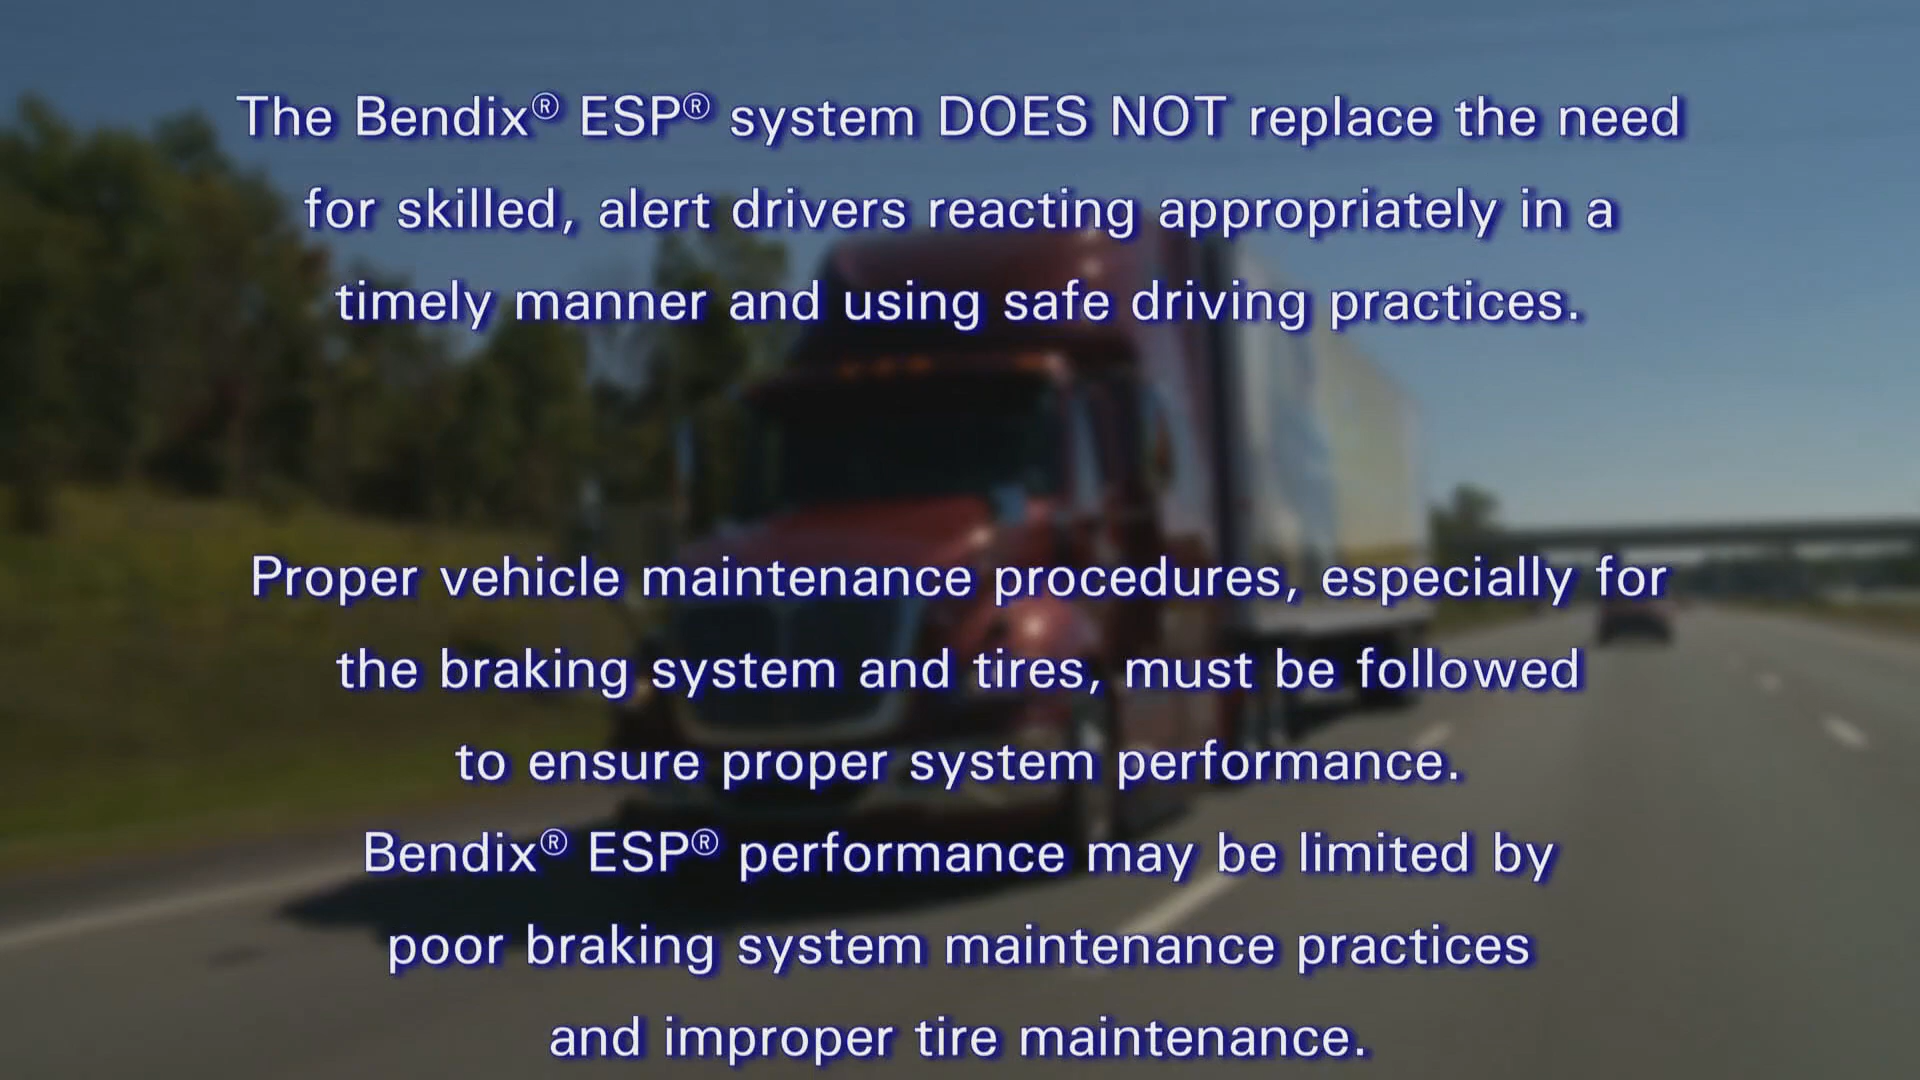 The Bendix® ESP® system DOES NOT replace the need
for skilled, alert drivers reacting appropriately in a
timely manner and using safe driving practices.
Proper vehicle maintenance procedures, especially for
the braking system and tires, must be followed
to ensure proper system performance.
Bendix® ESP® performance may be limited by
poor braking system maintenance practices
and improper tire maintenance.